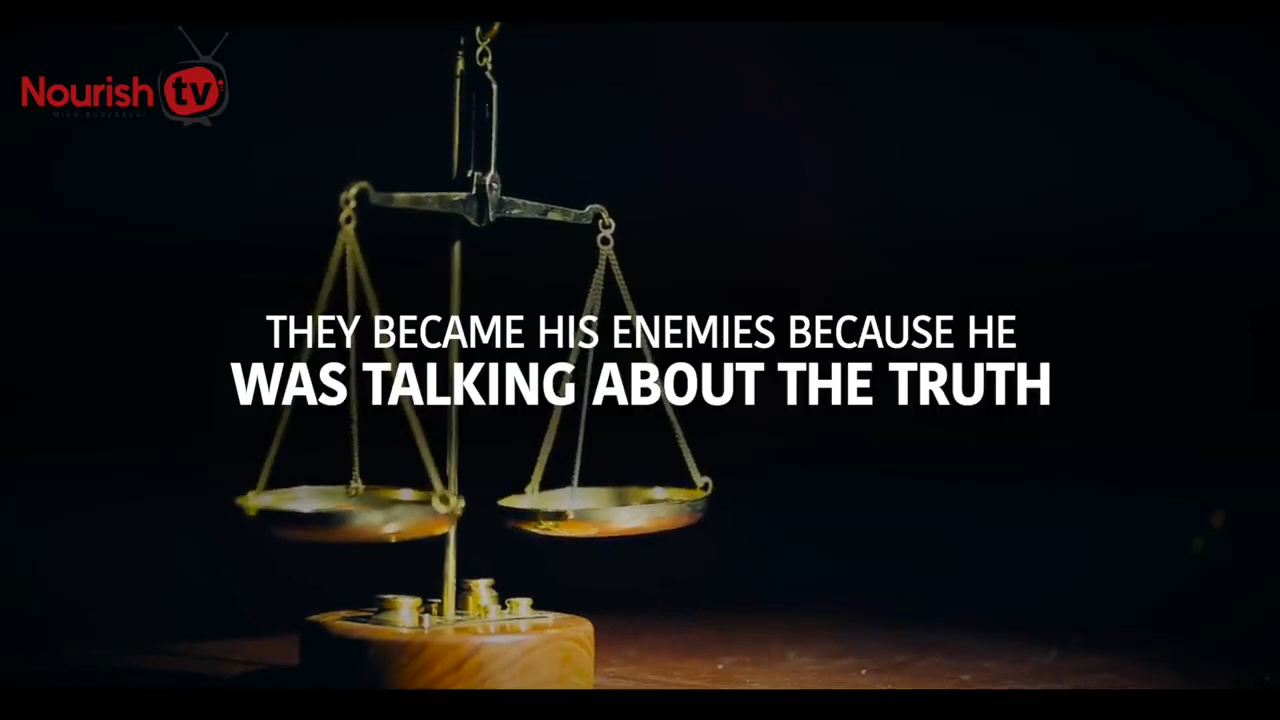 Nourish tv
THEY BECAME HIS ENEMIES BECAUSE HE
WAS TALKING ABOUT THE TRUTH